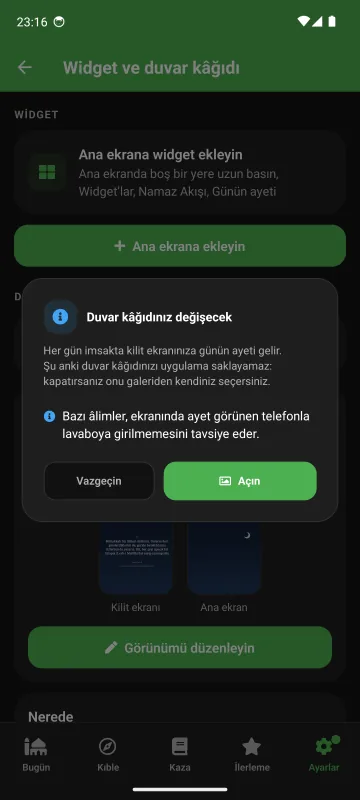 23:16
Widget ve duvar kâğıdı
WİDGET
Ana ekrana widget ekleyin
Ana ekranda boş bir yere uzun basın,
Widget'lar, Namaz Akışı, Günün ayeti
Ana ekrana ekleyin
D
Duvar kâğıdınız değişecek
Her gün imsakta kilit ekranınıza günün ayeti gelir.
Şu anki duvar kâğıdınızı uygulama saklayamaz:
kapatırsanız onu galeriden kendiniz seçersiniz.
Bazı âlimler, ekranında ayet görünen telefonla
lavaboya girilmemesini tavsiye eder.
Vazgeçin
Açın
Kilit ekranı
Ana ekran
Görünümü düzenleyin
Nerede
Bugün
Kıble
Kaza
İlerleme
Ayarlar